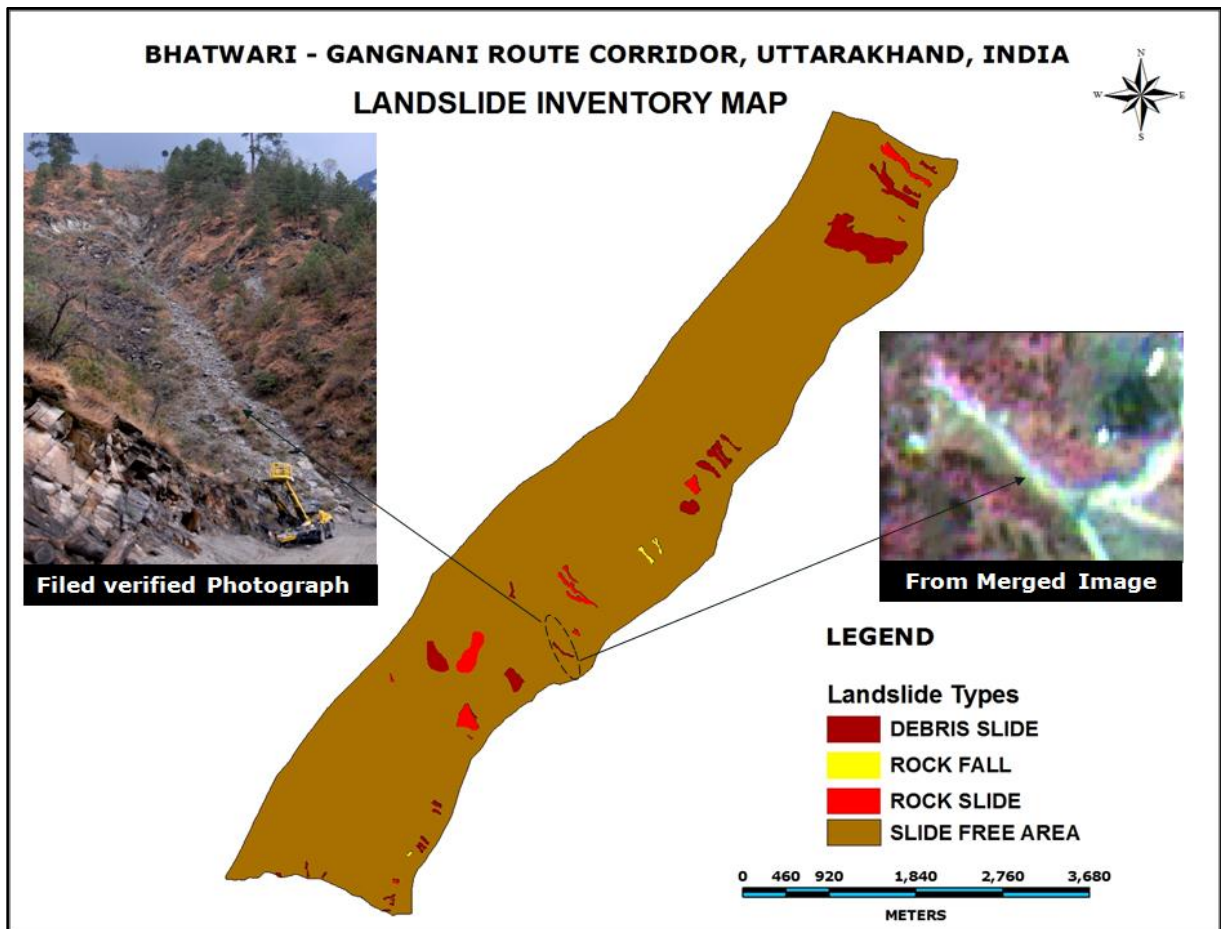 BHATWARI - GANGNANI ROUTE CORRIDOR, UTTARAKHAND, INDIA
LANDSLIDE INVENTORY MAP
N
W E
S
Filed verified Photograph
From Merged Image
LEGEND
Landslide Types
DEBRIS SLIDE
ROCK FALL
ROCK SLIDE
SLIDE FREE AREA
0 460 920 1,840 2,760 3,680
METERS